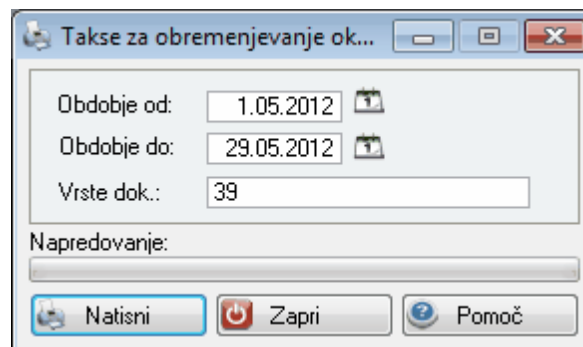 Takse za obremenjevanje ok...
Obdobje od: 1.05.2012
Obdobje do: 29.05.2012
Vrste dok.: 39
Napredovanje:
Natisni Zapri Pomoč